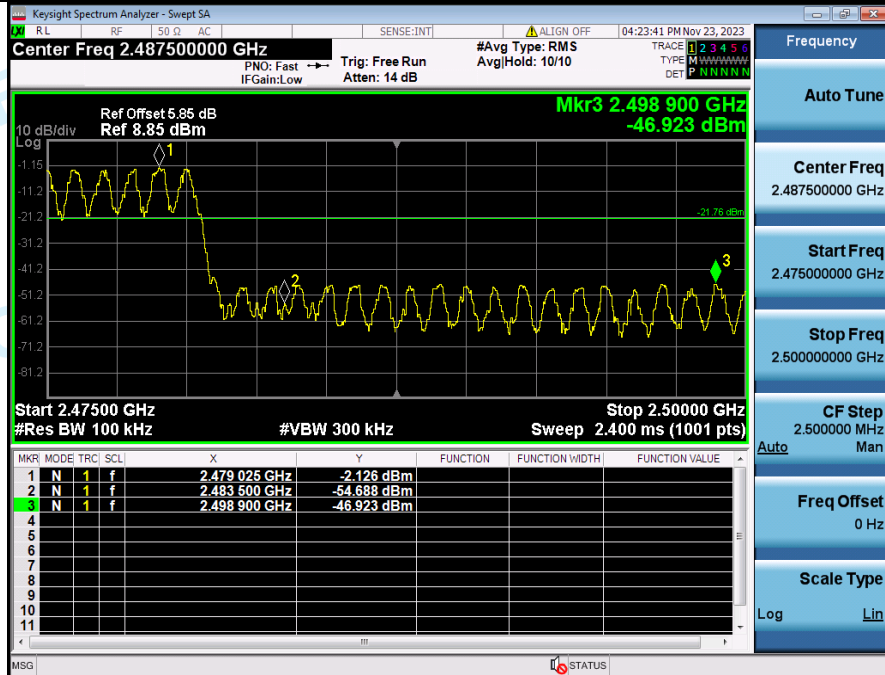 Keysight Spectrum Analyzer - Swept SA
LXI RL RF 50 Ω AC SENSE:INT ALIGN OFF 04:23:41 PM Nov 23, 2023
Center Freq 2.487500000 GHz
PNO: Fast
IFGain:Low
Trig: Free Run
Atten: 14 dB
#Avg Type: RMS
Avg|Hold: 10/10
TRACE 1 2 3 4 5 6
TYPE M W W W W W
DET P N N N N N
Ref Offset 5.85 dB
10 dB/div Ref 8.85 dBm
Log
Mkr3 2.498 900 GHz
-46.923 dBm
-1.15
-11.2
-21.2
-31.2
-41.2
-51.2
-61.2
-71.2
-81.2
1
2
3
-21.76 dBm
Start 2.47500 GHz Stop 2.50000 GHz
#Res BW 100 kHz #VBW 300 kHz Sweep 2.400 ms (1001 pts)
MKR MODE TRC SCL X Y FUNCTION FUNCTION WIDTH FUNCTION VALUE
1 N 1 f 2.479 025 GHz -2.126 dBm
2 N 1 f 2.483 500 GHz -54.688 dBm
3 N 1 f 2.498 900 GHz -46.923 dBm
4
5
6
7
8
9
10
11
MSG STATUS
Frequency
Auto Tune
Center Freq
2.487500000 GHz
Start Freq
2.475000000 GHz
Stop Freq
2.500000000 GHz
CF Step
2.500000 MHz
Auto Man
Freq Offset
0 Hz
Scale Type
Log Lin